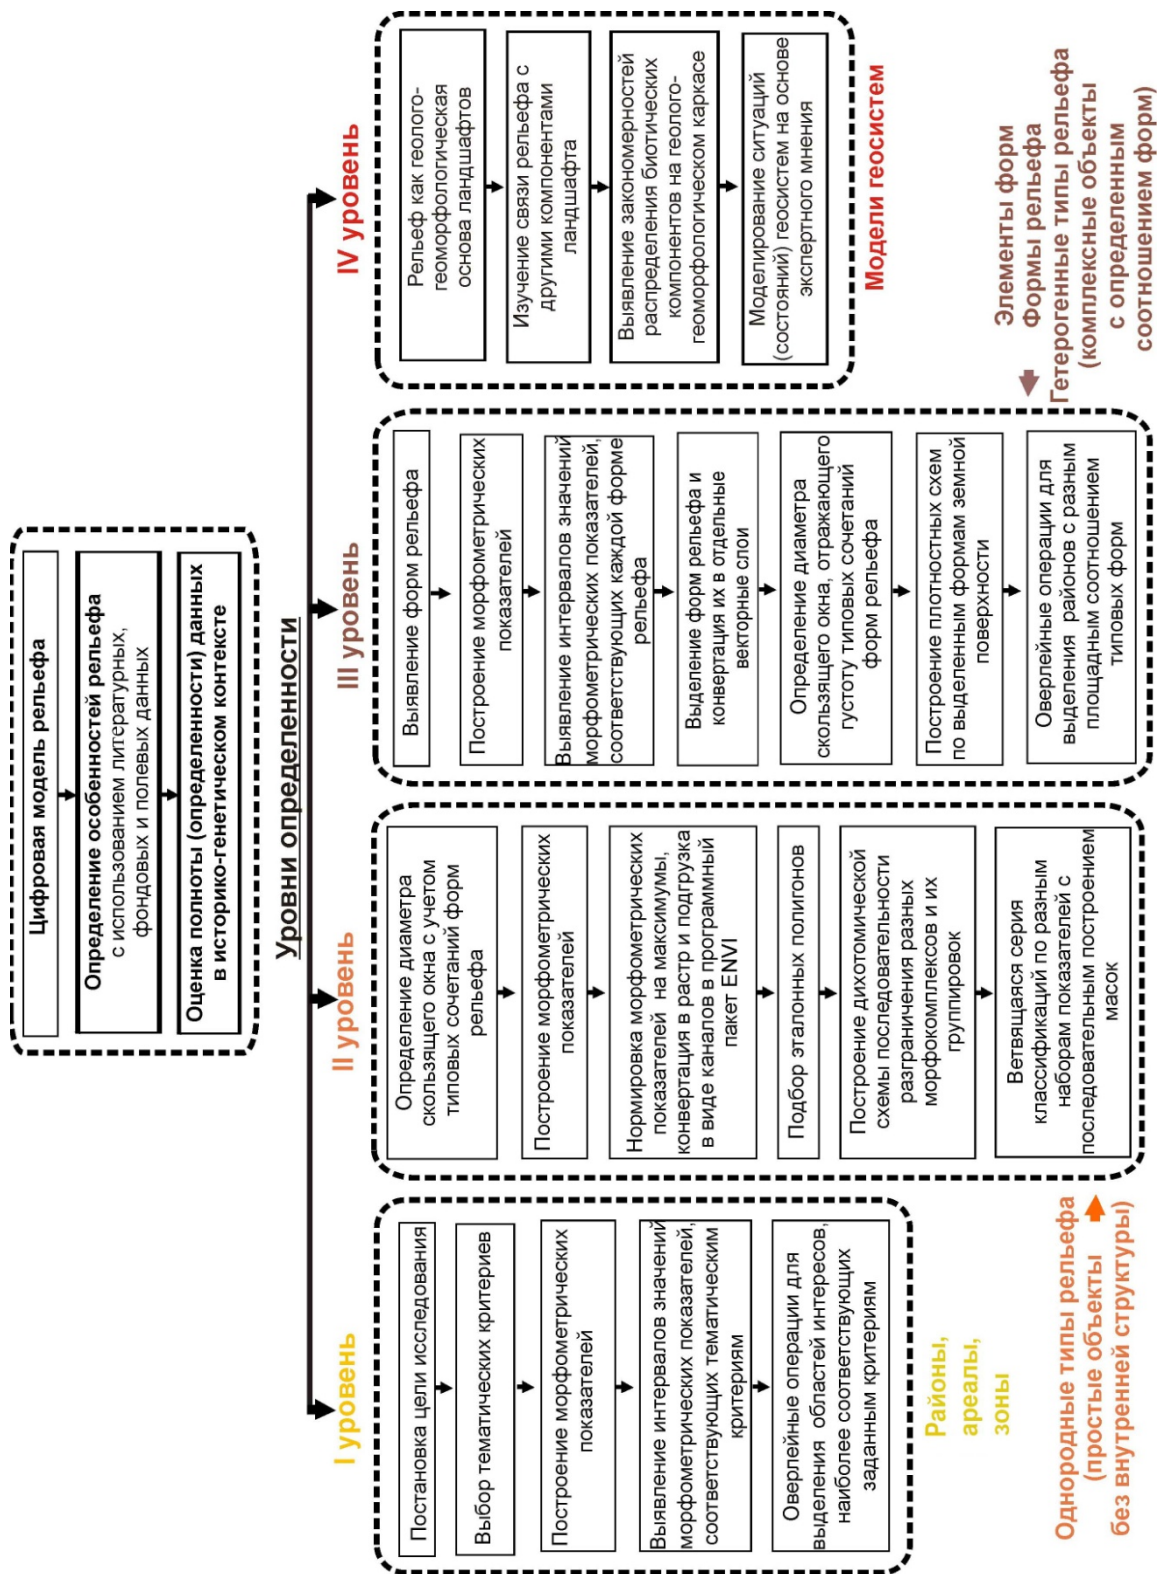 Цифровая модель рельефа
Определение особенностей рельефа
с использованием литературных,
фондовых и полевых данных
Оценка полноты (определенности) данных
в историко-генетическом контексте
Уровни определенности
I уровень
Постановка цели исследования
Выбор тематических критериев
Построение морфометрических
показателей
Выявление интервалов значений
морфометрических показателей,
соответствующих тематическим
критериям
Оверлейные операции для
выделения областей интересов,
наиболее соответствующих
заданным критериям
Районы,
ареалы,
зоны
II уровень
Определение диаметра
скользящего окна с учетом
типовых сочетаний форм
рельефа
Построение морфометрических
показателей
Нормировка морфометрических
показателей на максимумы,
конвертация в растр и подгрузка
в виде каналов в программный
пакет ENVI
Подбор эталонных полигонов
Построение дихотомической
схемы последовательности
разграничения разных
морфокомплексов и их
группировок
Ветвящаяся серия
классификаций по разным
наборам показателей с
последовательным построением
масок
Однородные типы рельефа
(простые объекты
без внутренней структуры)
III уровень
Выявление форм рельефа
Построение морфометрических
показателей
Выявление интервалов значений
морфометрических показателей,
соответствующих каждой форме
рельефа
Выделение форм рельефа и
конвертация их в отдельные
векторные слои
Определение диаметра
скользящего окна, отражающего
густоту типовых сочетаний
форм рельефа
Построение плотностных схем
по выделенным формам земной
поверхности
Оверлейные операции для
выделения районов с разным
площадным соотношением
типовых форм
Элементы форм
Формы рельефа
Гетерогенные типы рельефа
(комплексные объекты
с определенным
соотношением форм)
IV уровень
Рельеф как геолого-
геоморфологическая
основа ландшафтов
Изучение связи рельефа с
другими компонентами
ландшафта
Выявление закономерностей
распределения биотических
компонентов на геолого-
геоморфологическом каркасе
Моделирование ситуаций
(состояний) геосистем на основе
экспертного мнения
Модели геосистем